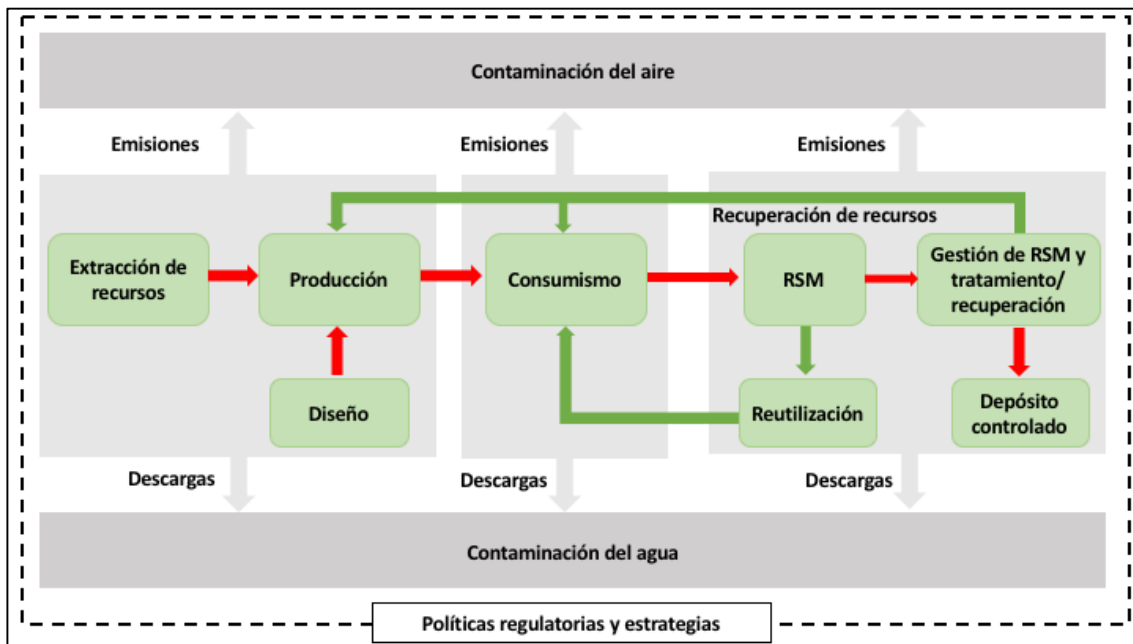 Contaminación del aire
Emisiones
Emisiones
Emisiones
Recuperación de recursos
Extracción de
recursos
Producción
Consumismo
RSM
Gestión de RSM y
tratamiento/
recuperación
Diseño
Reutilización
Depósito
controlado
Descargas
Descargas
Descargas
Contaminación del agua
Políticas regulatorias y estrategias